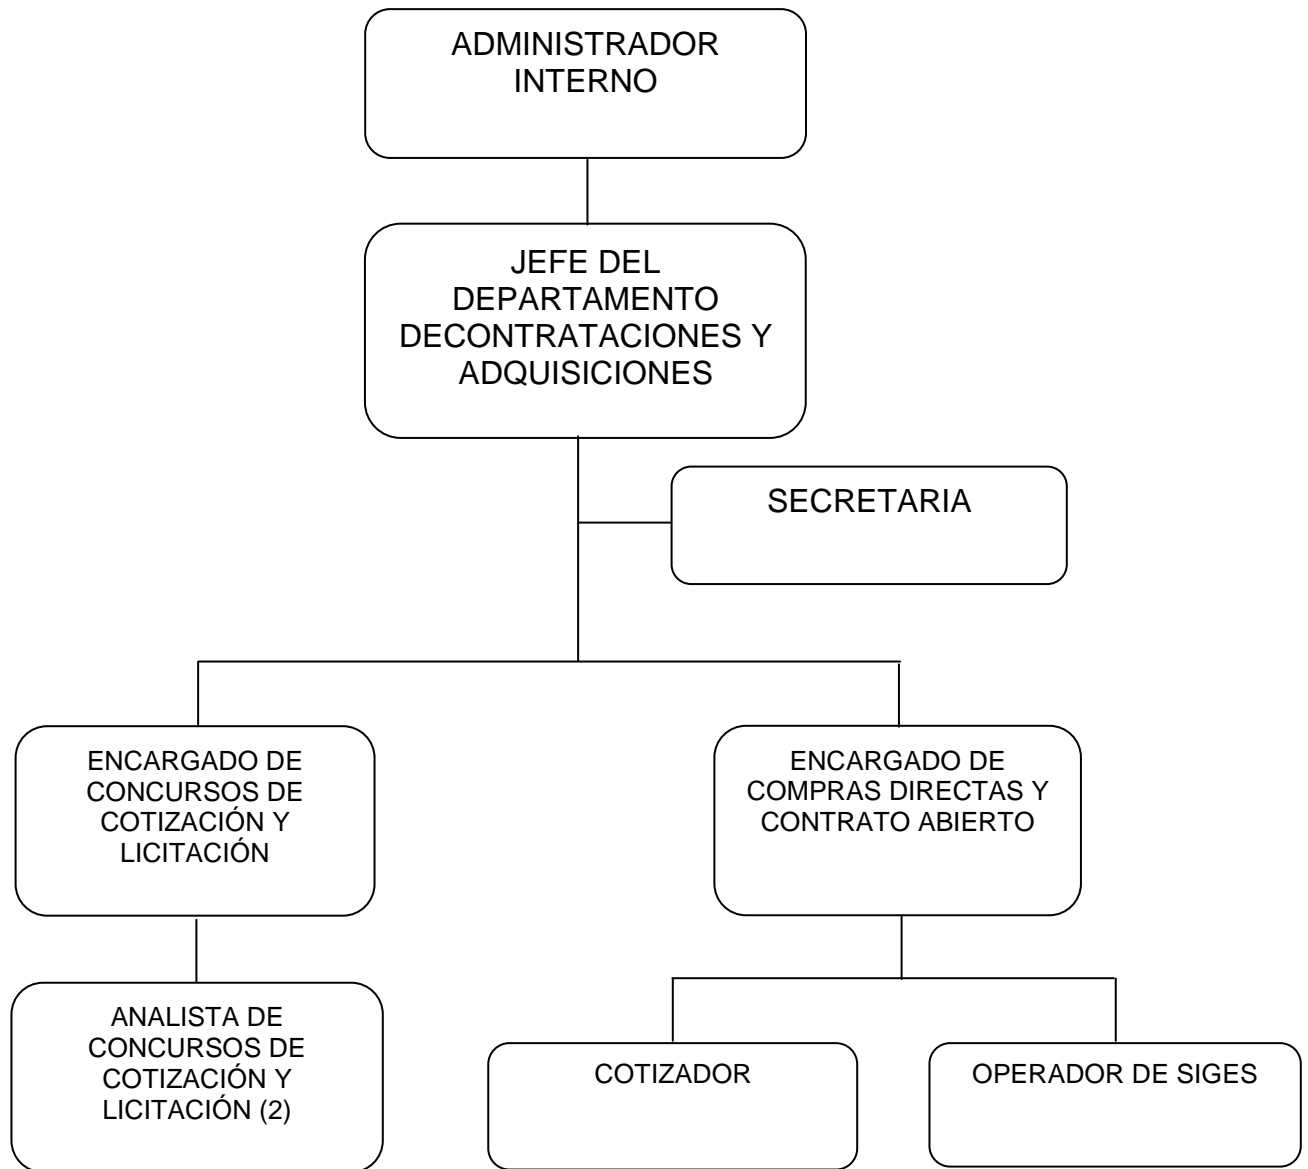 ADMINISTRADOR
INTERNO
JEFE DEL
DEPARTAMENTO
DECONTRATACIONES Y
ADQUISICIONES
SECRETARIA
ENCARGADO DE
CONCURSOS DE
COTIZACIÓN Y
LICITACIÓN
ENCARGADO DE
COMPRAS DIRECTAS Y
CONTRATO ABIERTO
ANALISTA DE
CONCURSOS DE
COTIZACIÓN Y
LICITACIÓN (2)
COTIZADOR
OPERADOR DE SIGES